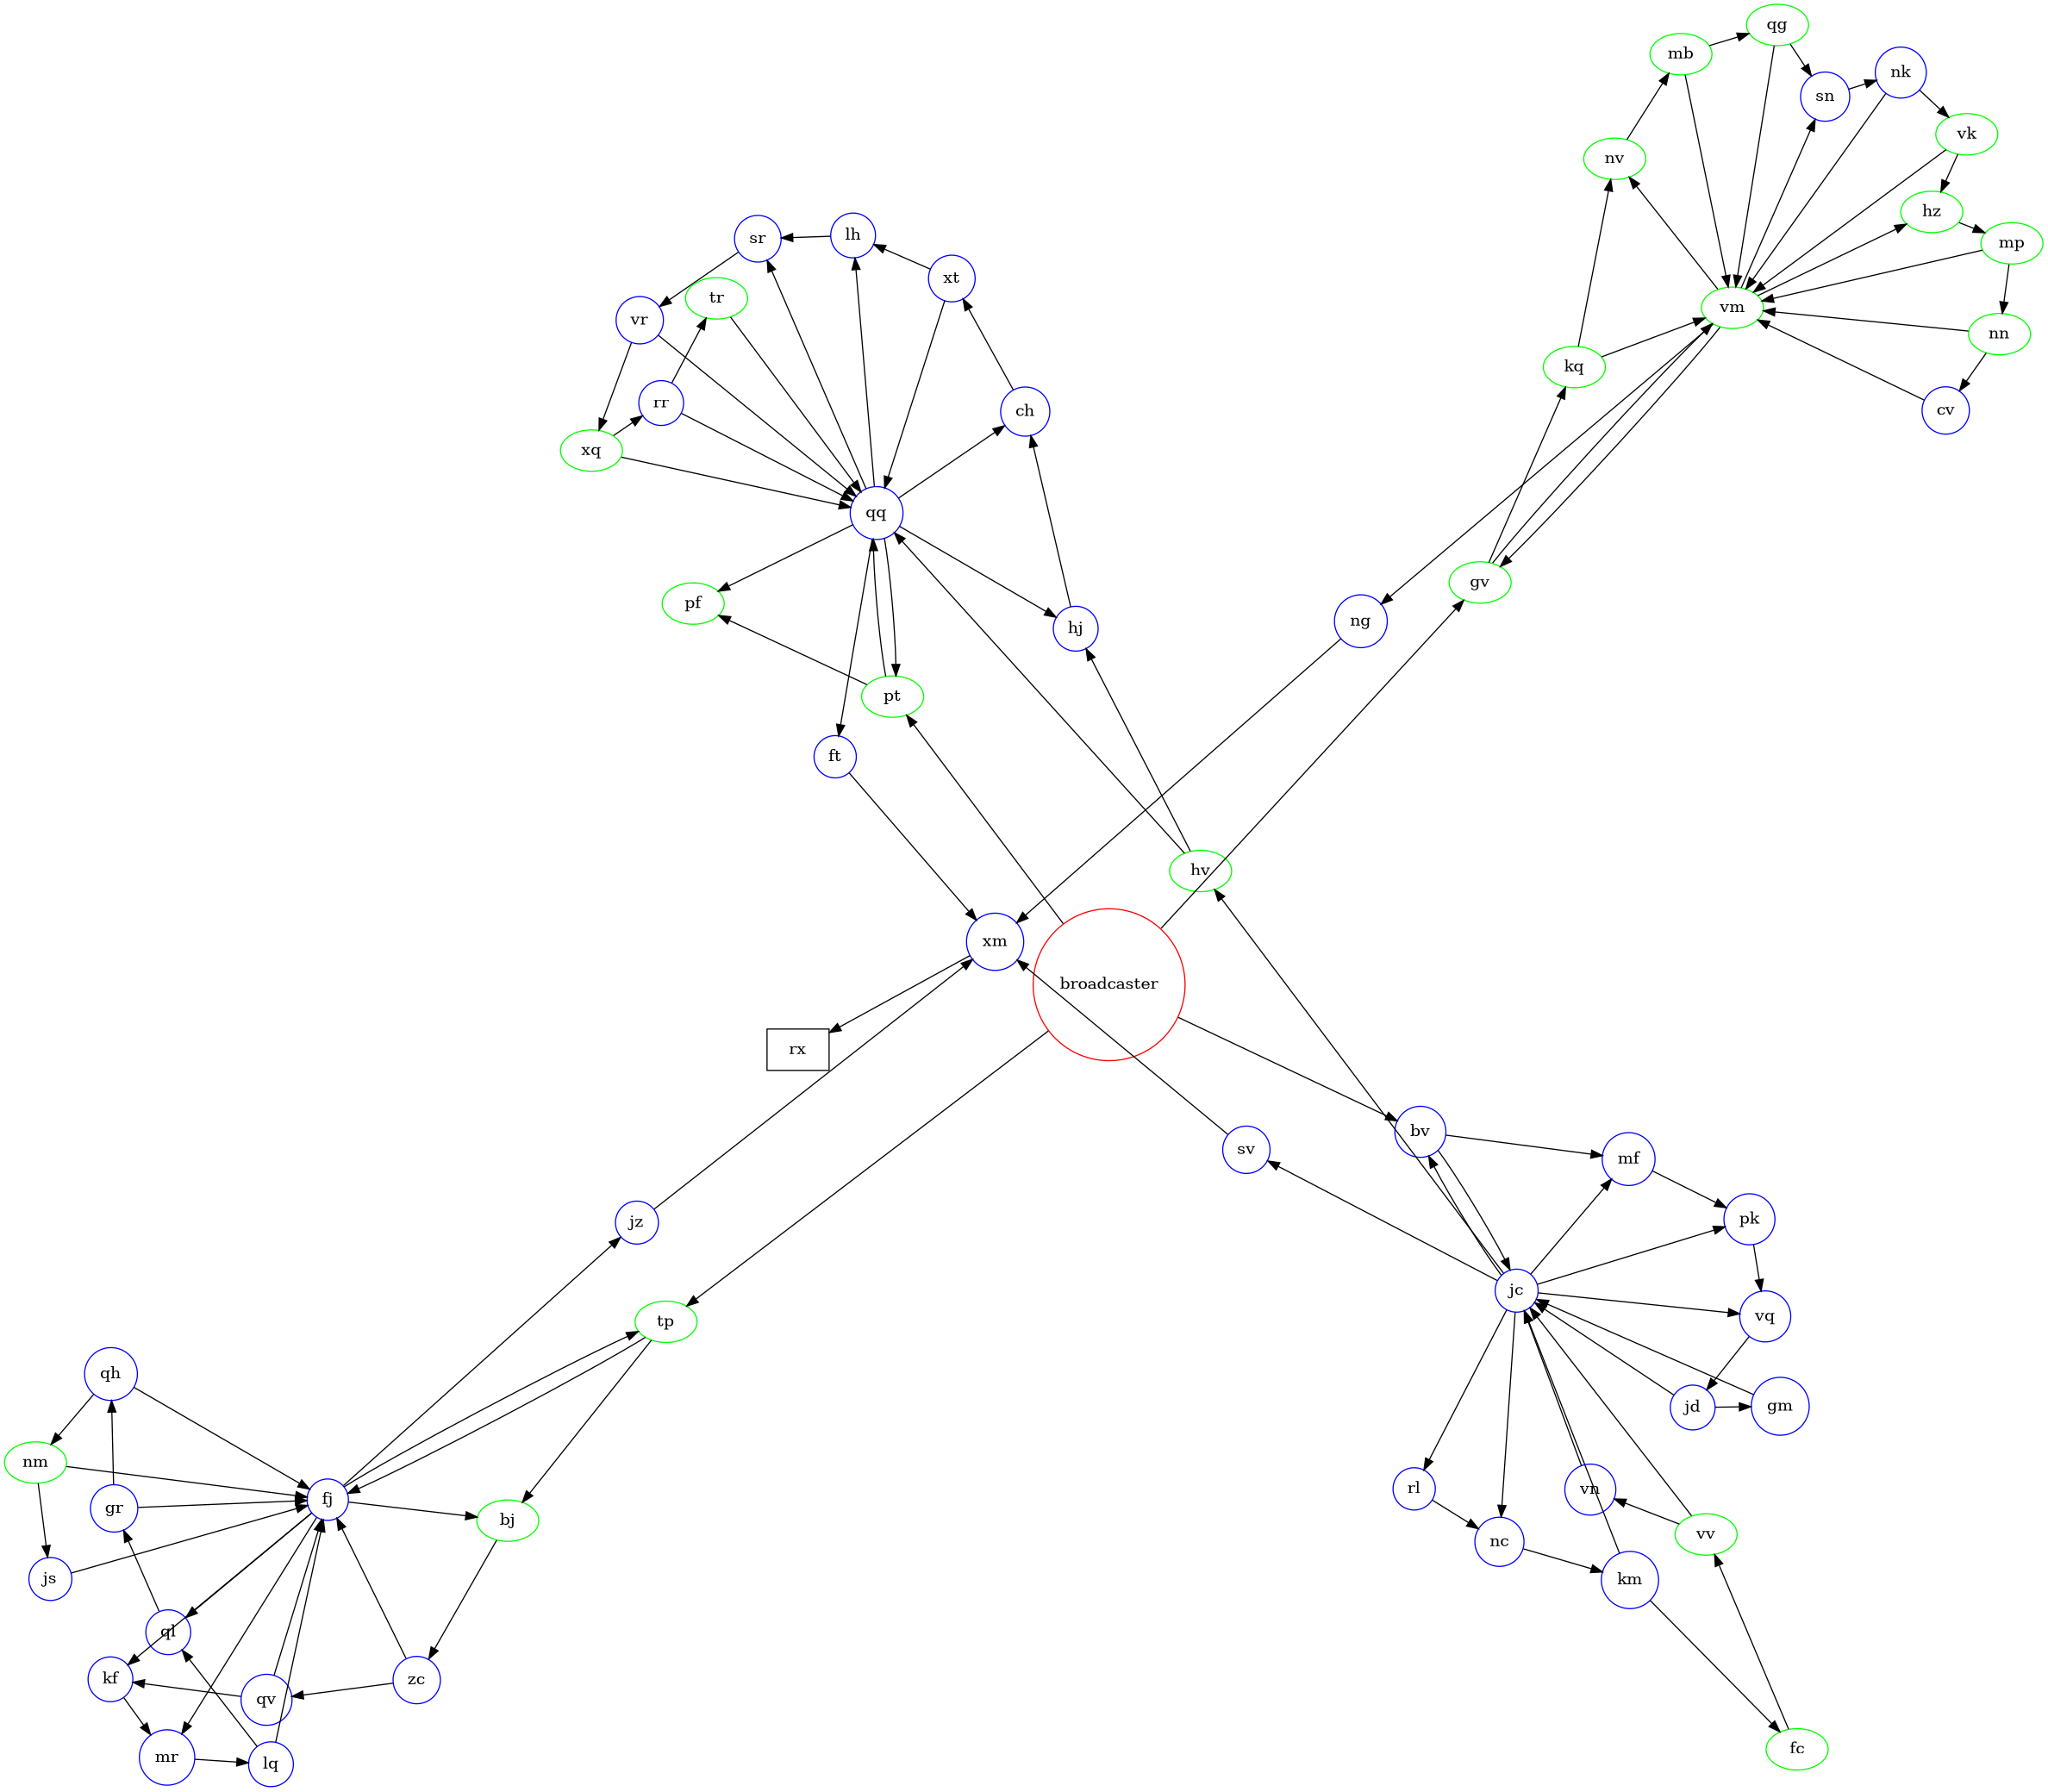 qg
mb
nk
sn
vk
nv
hz
lh
sr
mp
xt
tr
vm
vr
nn
kq
rr
ch
cv
xq
qq
gv
pf
ng
hj
pt
ft
hv
xm
broadcaster
rx
bv
sv
mf
pk
jz
jc
vq
tp
qh
gm
jd
nm
rl
vn
fj
gr
bj
vv
nc
js
km
ql
kf
zc
qv
fc
mr
lq